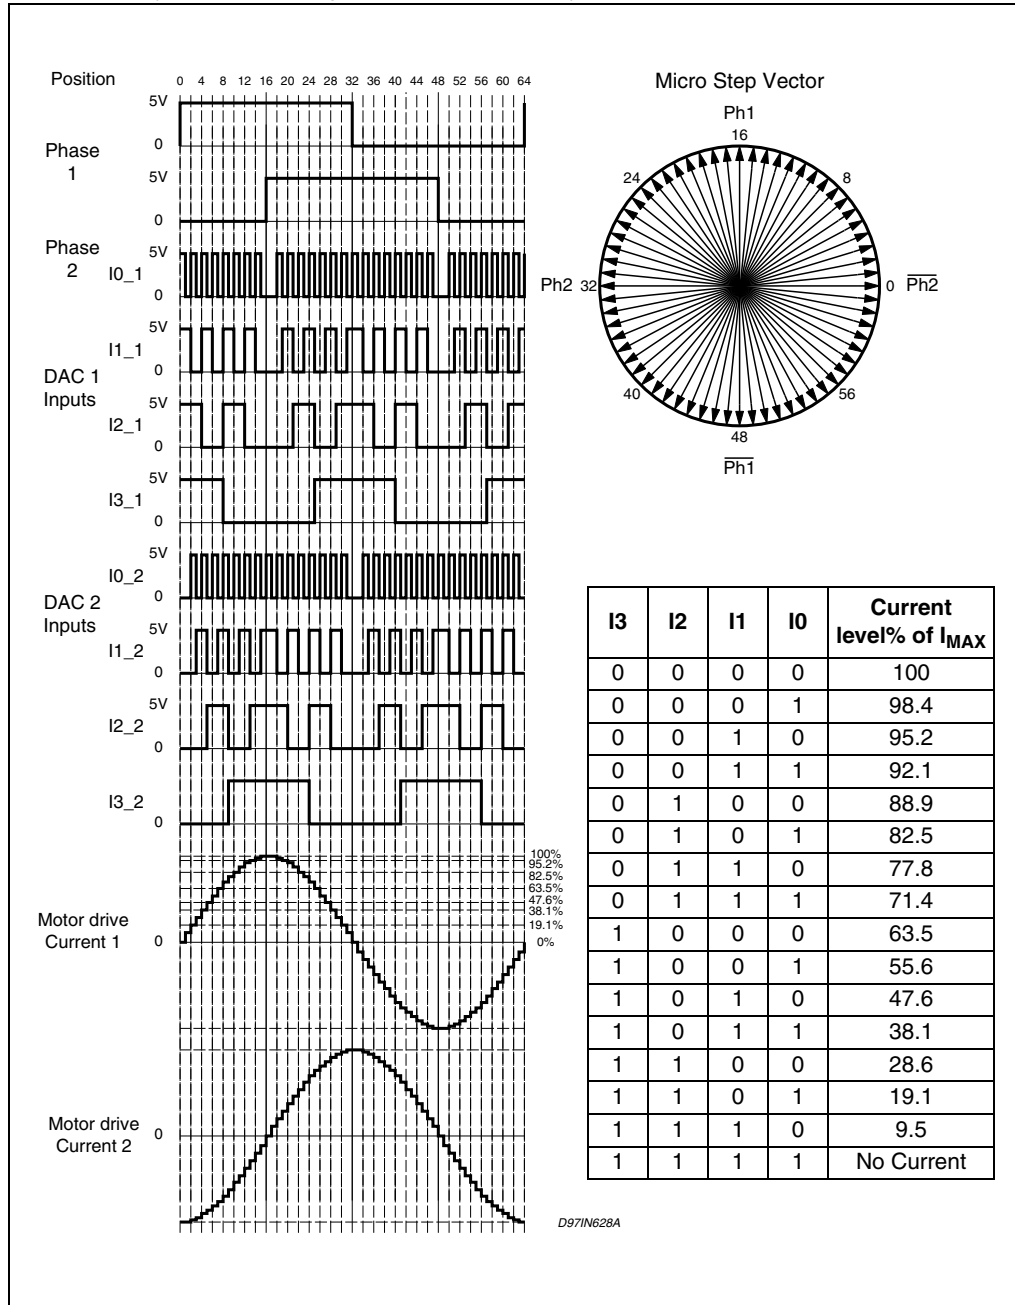 Position
0 4 8 12 16 20 24 28 32 36 40 44 48 52 56 60 64
5V
0
Phase
1
5V
0
Phase
2
I0_1
5V
0
I1_1
5V
0
DAC 1
Inputs
I2_1
5V
0
I3_1
5V
0
I0_2
5V
0
DAC 2
Inputs
I1_2
5V
0
I2_2
5V
0
I3_2
0
100%
95.2%
82.5%
63.5%
47.6%
38.1%
19.1%
0%
Motor drive
Current 1
0
Motor drive
Current 2
0
Micro Step Vector
Ph1
16
24
8
Ph2 32
0 P̅h̅2̅
40
56
48
P̅h̅1̅
I3 I2 I1 I0 Current
level% of IMAX
0 0 0 0 100
0 0 0 1 98.4
0 0 1 0 95.2
0 0 1 1 92.1
0 1 0 0 88.9
0 1 0 1 82.5
0 1 1 0 77.8
0 1 1 1 71.4
1 0 0 0 63.5
1 0 0 1 55.6
1 0 1 0 47.6
1 0 1 1 38.1
1 1 0 0 28.6
1 1 0 1 19.1
1 1 1 0 9.5
1 1 1 1 No Current
D97IN628A